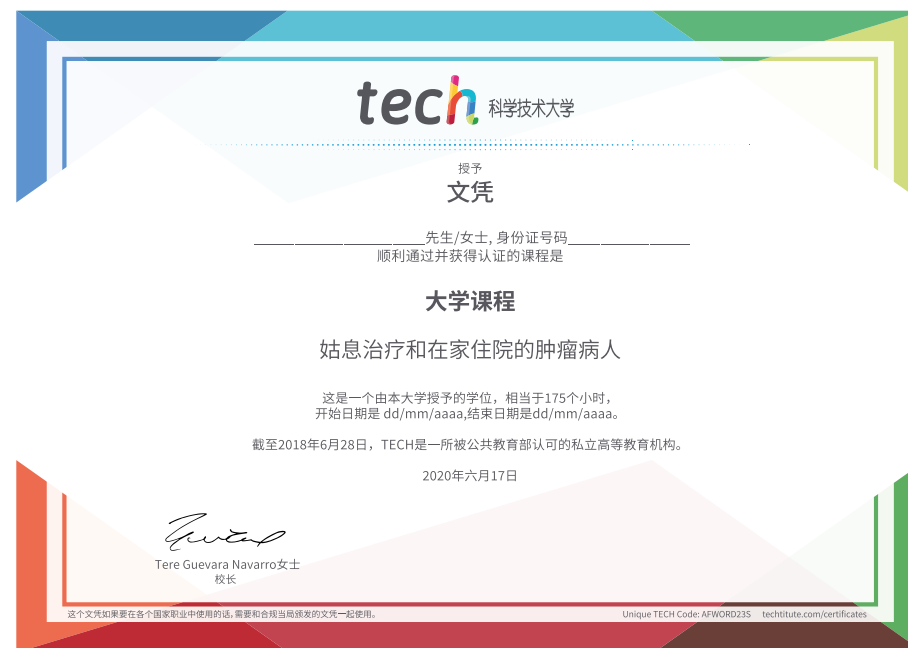 tech 科学技术大学
授予
文凭
____________________先生/女士, 身份证号码______________
顺利通过并获得认证的课程是
大学课程
姑息治疗和在家住院的肿瘤病人
这是一个由本大学授予的学位，相当于175个小时，
开始日期是 dd/mm/aaaa,结束日期是dd/mm/aaaa。
截至2018年6月28日，TECH是一所被公共教育部认可的私立高等教育机构。
2020年六月17日
Tere Guevara Navarro女士
校长
这个文凭如果要在各个国家职业中使用的话,需要和合规当局颁发的文凭一起使用。
Unique TECH Code: AFWORD23S techtitute.com/certificates